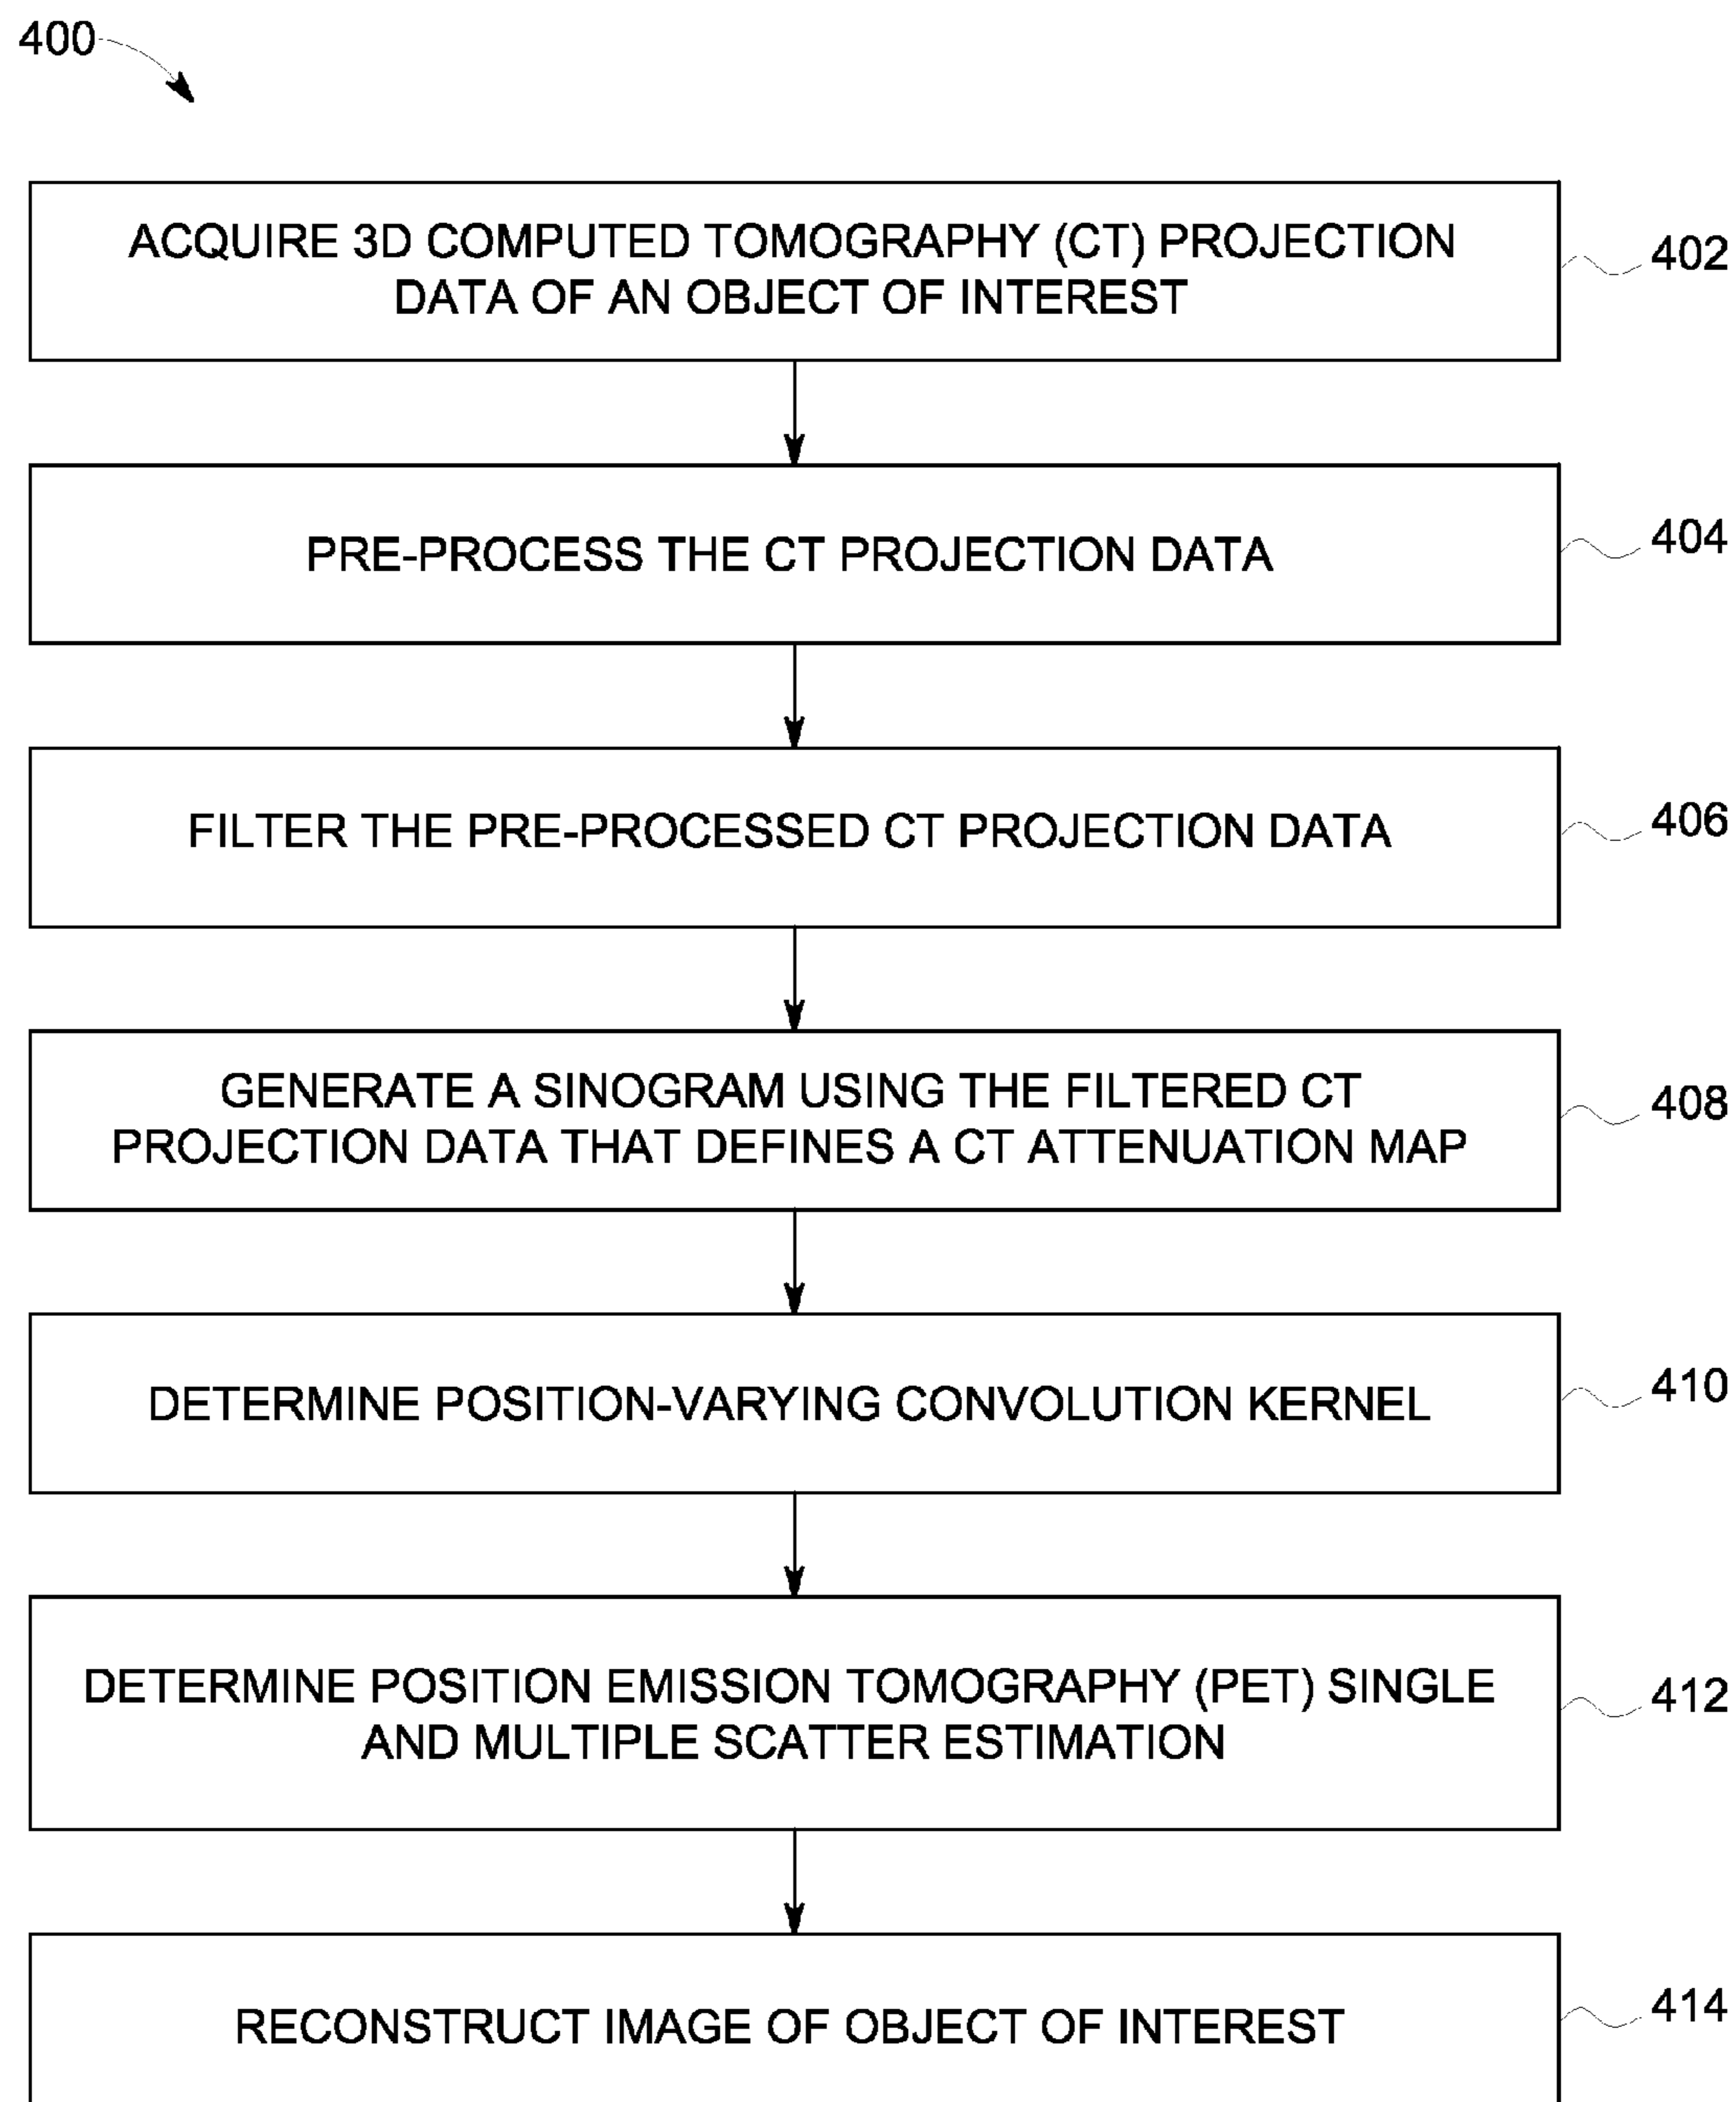 400
ACQUIRE 3D COMPUTED TOMOGRAPHY (CT) PROJECTION
DATA OF AN OBJECT OF INTEREST
402
PRE-PROCESS THE CT PROJECTION DATA
404
FILTER THE PRE-PROCESSED CT PROJECTION DATA
406
GENERATE A SINOGRAM USING THE FILTERED CT
PROJECTION DATA THAT DEFINES A CT ATTENUATION MAP
408
DETERMINE POSITION-VARYING CONVOLUTION KERNEL
410
DETERMINE POSITION EMISSION TOMOGRAPHY (PET) SINGLE
AND MULTIPLE SCATTER ESTIMATION
412
RECONSTRUCT IMAGE OF OBJECT OF INTEREST
414